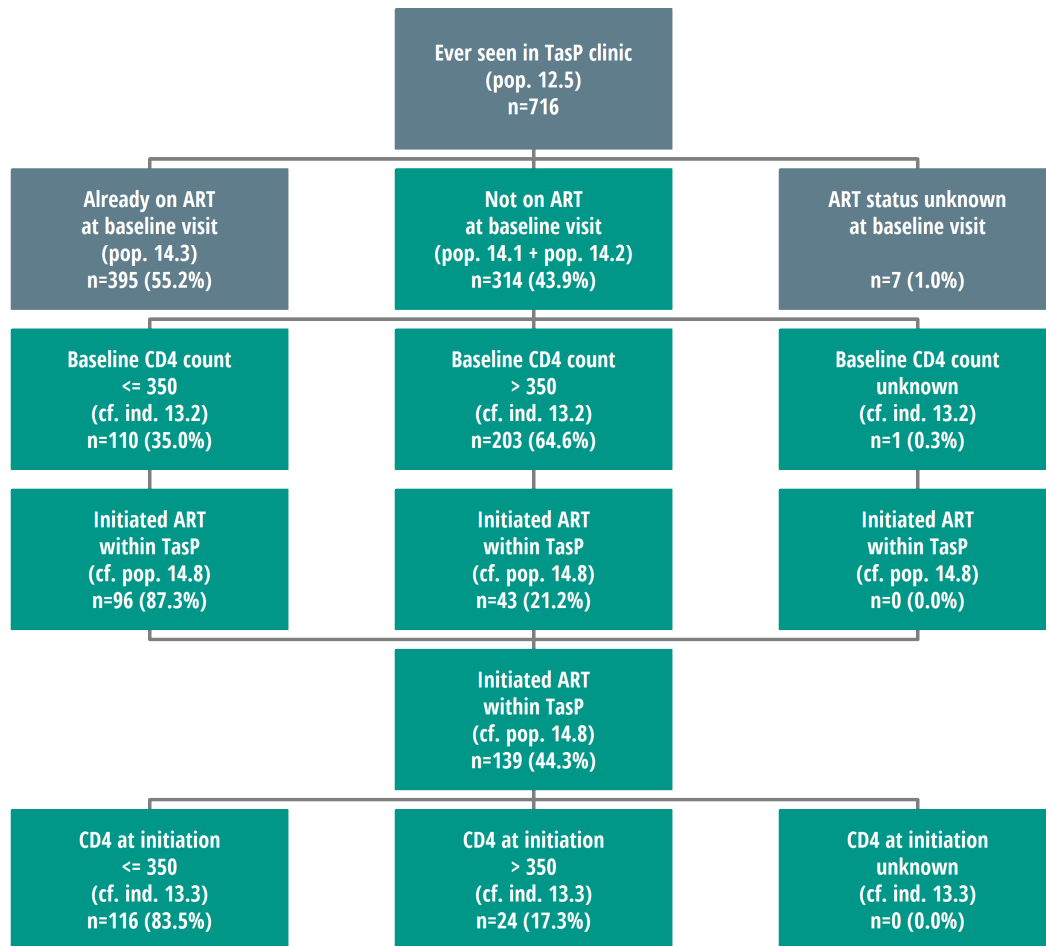 Ever seen in TasP clinic
(pop. 12.5)
n=716
Already on ART
at baseline visit
(pop. 14.3)
n=395 (55.2%)
Not on ART
at baseline visit
(pop. 14.1 + pop. 14.2)
n=314 (43.9%)
ART status unknown
at baseline visit
n=7 (1.0%)
Baseline CD4 count
<= 350
(cf. ind. 13.2)
n=110 (35.0%)
Baseline CD4 count
> 350
(cf. ind. 13.2)
n=203 (64.6%)
Baseline CD4 count
unknown
(cf. ind. 13.2)
n=1 (0.3%)
Initiated ART
within TasP
(cf. pop. 14.8)
n=96 (87.3%)
Initiated ART
within TasP
(cf. pop. 14.8)
n=43 (21.2%)
Initiated ART
within TasP
(cf. pop. 14.8)
n=0 (0.0%)
Initiated ART
within TasP
(cf. pop. 14.8)
n=139 (44.3%)
CD4 at initiation
<= 350
(cf. ind. 13.3)
n=116 (83.5%)
CD4 at initiation
> 350
(cf. ind. 13.3)
n=24 (17.3%)
CD4 at initiation
unknown
(cf. ind. 13.3)
n=0 (0.0%)